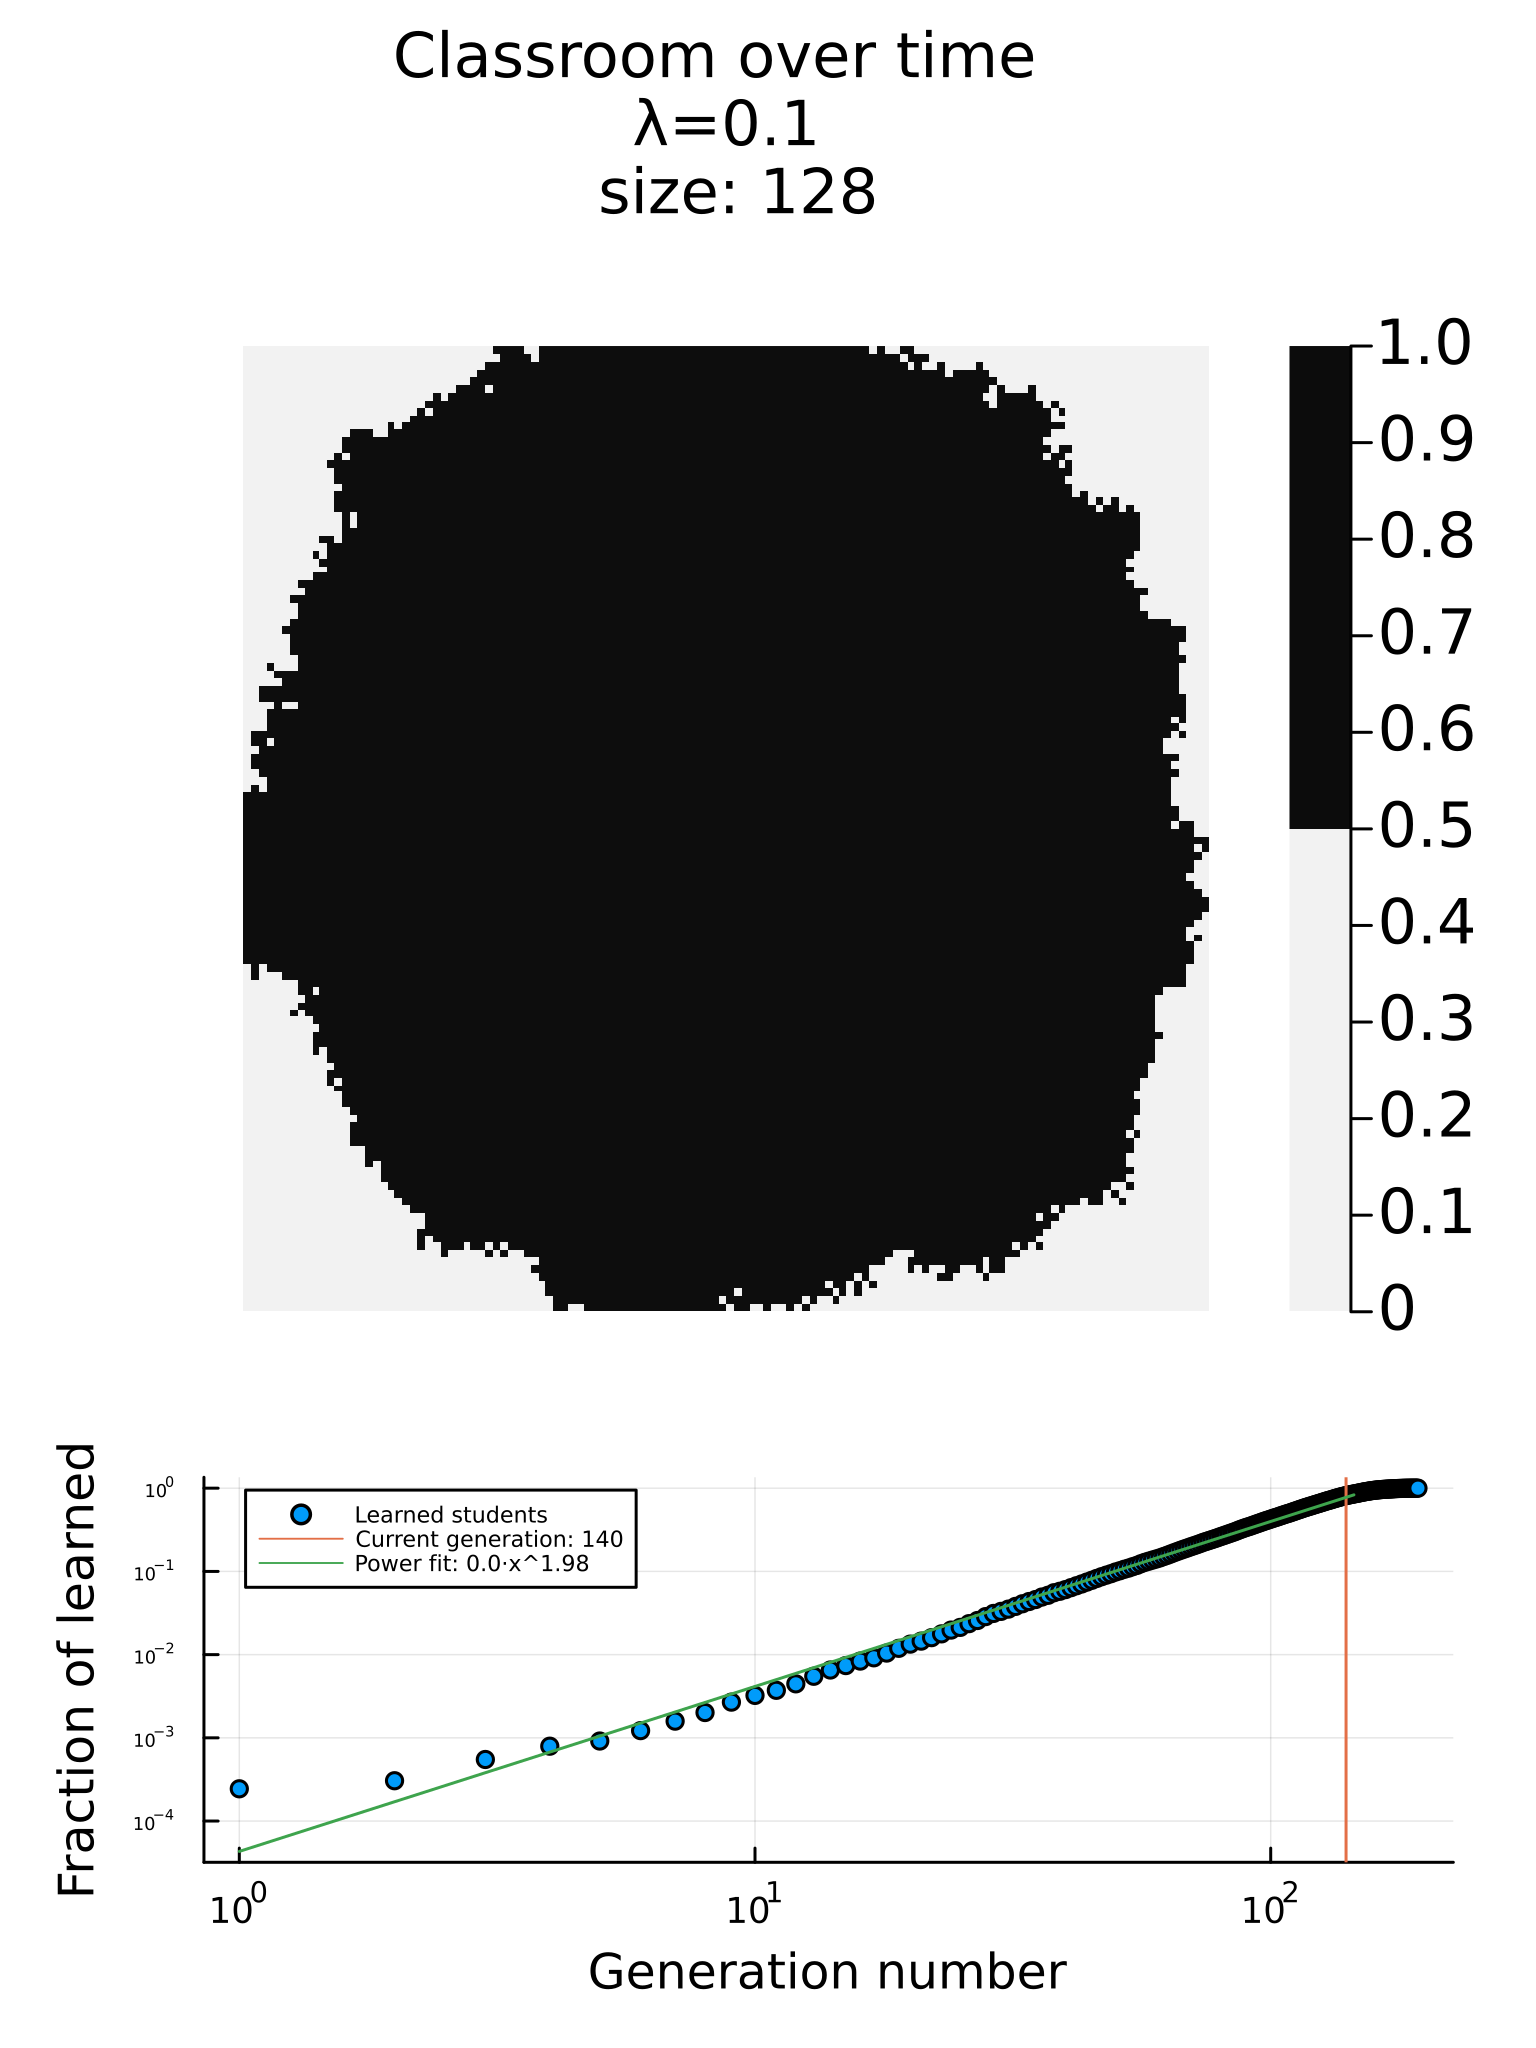 Classroom over time
λ=0.1
size: 128
1.0
0.9
0.8
0.7
0.6
0.5
0.4
0.3
0.2
0.1
0
Fraction of learned
10^0
10^-1
10^-2
10^-3
10^-4
Learned students
Current generation: 140
Power fit: 0.0·x^1.98
10^0 10^1 10^2
Generation number